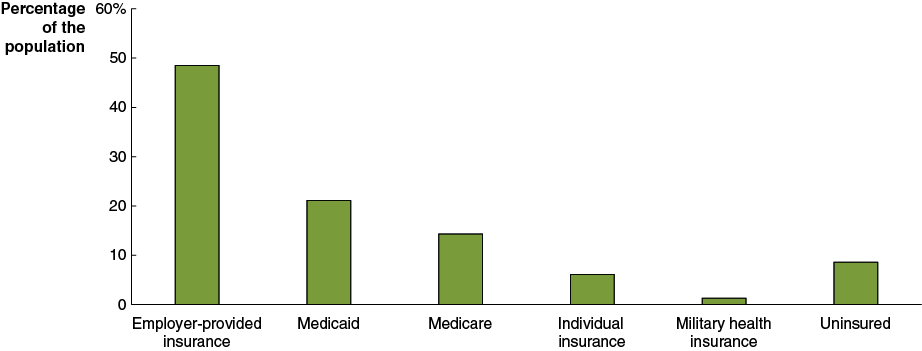 Percentage
of the
population
60%
50
40
30
20
10
0
Employer-provided
insurance
Medicaid
Medicare
Individual
insurance
Military health
insurance
Uninsured